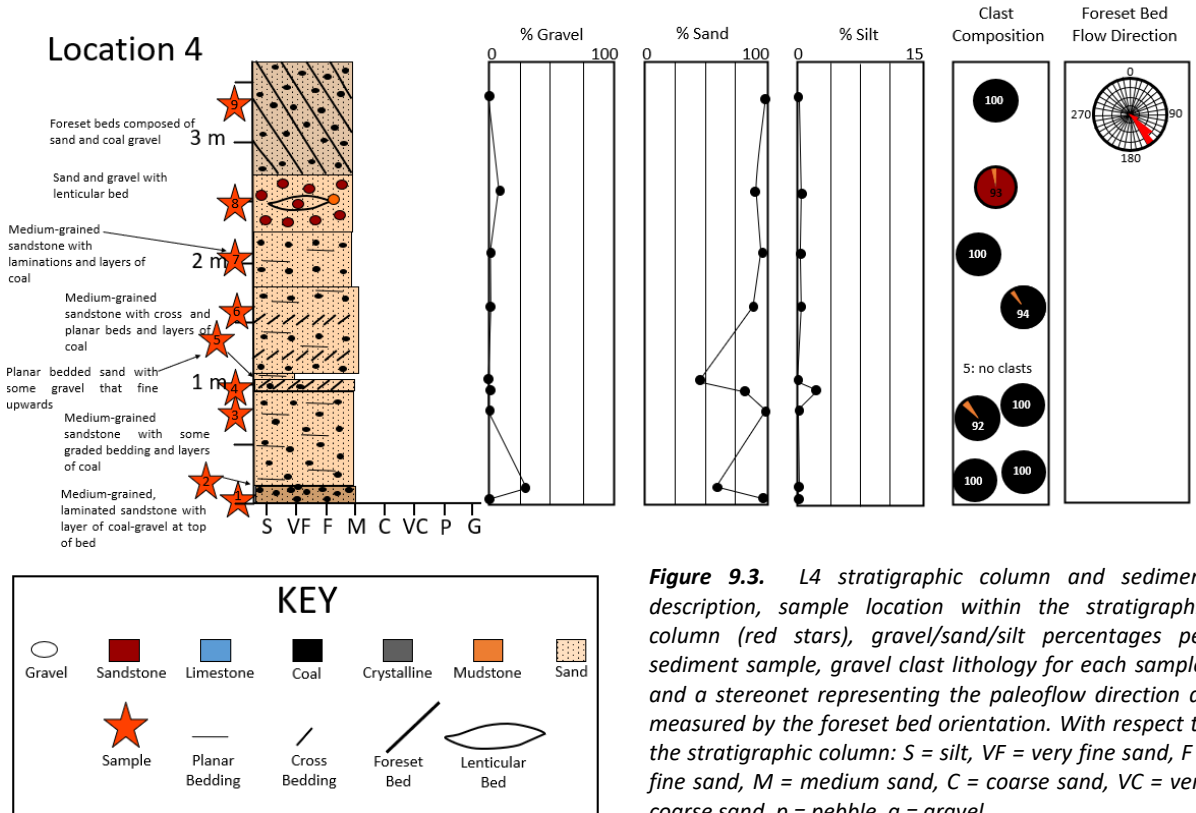 Location 4
% Gravel
0 100
% Sand
0 100
% Silt
0 15
Clast
Composition
Foreset Bed
Flow Direction
0
270 90
180
9
Foreset beds composed of
sand and coal gravel
3 m
100
Sand and gravel with
lenticular bed
8
93
Medium-grained
sandstone with
laminations and layers of
coal
2 m
7
100
Medium-grained
sandstone with cross and
planar beds and layers of
coal
6
94
5
Planar bedded sand with
some gravel that fine
upwards
1 m
4
5: no clasts
3
100
92
Medium-grained
sandstone with some
graded bedding and layers
of coal
2
100
100
1
Medium-grained,
laminated sandstone with
layer of coal-gravel at top
of bed
S VF F M C VC P G
KEY
Gravel Sandstone Limestone Coal Crystalline Mudstone Sand
Sample Planar Bedding Cross Bedding Foreset Bed Lenticular Bed
Figure 9.3. L4 stratigraphic column and sedimen
description, sample location within the stratigraph
column (red stars), gravel/sand/silt percentages pe
sediment sample, gravel clast lithology for each sample
and a stereonet representing the paleoflow direction a
measured by the foreset bed orientation. With respect t
the stratigraphic column: S = silt, VF = very fine sand, F
fine sand, M = medium sand, C = coarse sand, VC = ver
coarse sand, p = pebble, g = gravel